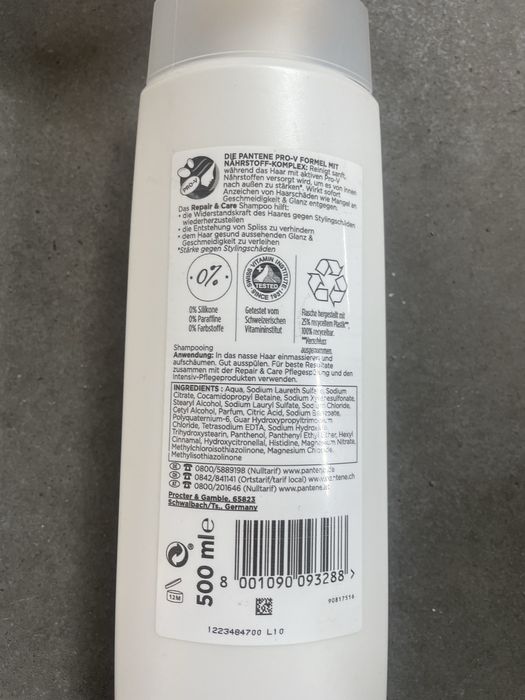 PRO-V
DIE PANTENE PRO-V FORMEL MIT
NÄHRSTOFF-KOMPLEX: Reinigt sanft,
während das Haar mit aktiven Pro-V
Nährstoffen versorgt wird, um es von innen
nach außen zu stärken*. Wirkt sofort
Anzeichen von Haarschäden wie Mangel an
Geschmeidigkeit & Glanz entgegen.
Das Repair & Care Shampoo hilft:
• die Widerstandskraft des Haares gegen Stylingschäden
wiederherzustellen
• die Entstehung von Spliss zu verhindern
• dem Haar gesund aussehenden Glanz &
Geschmeidigkeit zu verleihen
*Stärke gegen Stylingschäden
0%
0% Silikone
0% Paraffine
0% Farbstoffe
SWISS VITAMIN INSTITUTE
TESTED
SINCE 1981
Getestet vom
Schweizerischen
Vitamininstitut
Flasche hergestellt mit
25% recyceltem Plastik**,
100% recycelbar.
**Verschluss
ausgenommen.
Shampooing
Anwendung: In das nasse Haar einmassieren und
aufschäumen. Gut ausspülen. Für beste Resultate
zusammen mit der Repair & Care Pflegespülung und den
Intensiv-Pflegeprodukten verwenden.
INGREDIENTS: Aqua, Sodium Laureth Sulfate, Sodium
Citrate, Cocamidopropyl Betaine, Sodium Xylenesulfonate,
Stearyl Alcohol, Sodium Lauryl Sulfate, Sodium Chloride,
Cetyl Alcohol, Parfum, Citric Acid, Sodium Benzoate,
Polyquaternium-6, Guar Hydroxypropyltrimonium
Chloride, Tetrasodium EDTA, Sodium Hydroxide,
Trihydroxystearin, Panthenol, Panthenyl Ethyl Ether, Hexyl
Cinnamal, Hydroxycitronellal, Histidine, Magnesium Nitrate,
Methylchloroisothiazolinone, Magnesium Chloride,
Methylisothiazolinone
0800/5889198 (Nulltarif) www.pantene.de
0842/841141 (Ortstarif/tarif local) www.pantene.ch
0800/201646 (Nulltarif) www.pantene.at
Procter & Gamble, 65823
Schwalbach/Ts., Germany
12M
500 ml e
8 001090 093288 >
90817516
1223484700 L10